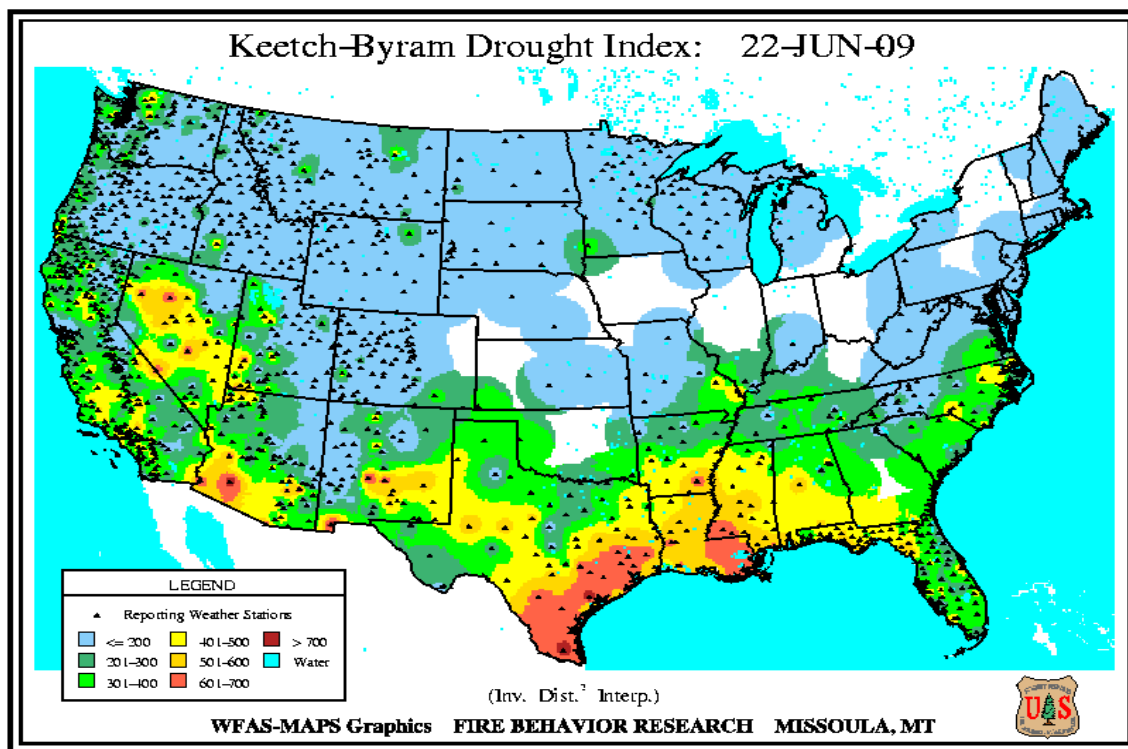 Keetch-Byram Drought Index: 22-JUN-09
LEGEND
Reporting Weather Stations
<= 200 401-500 > 700
201-300 501-600 Water
301-400 601-700
(Inv. Dist.² Interp.)
WFAS-MAPS Graphics FIRE BEHAVIOR RESEARCH MISSOULA, MT
U S